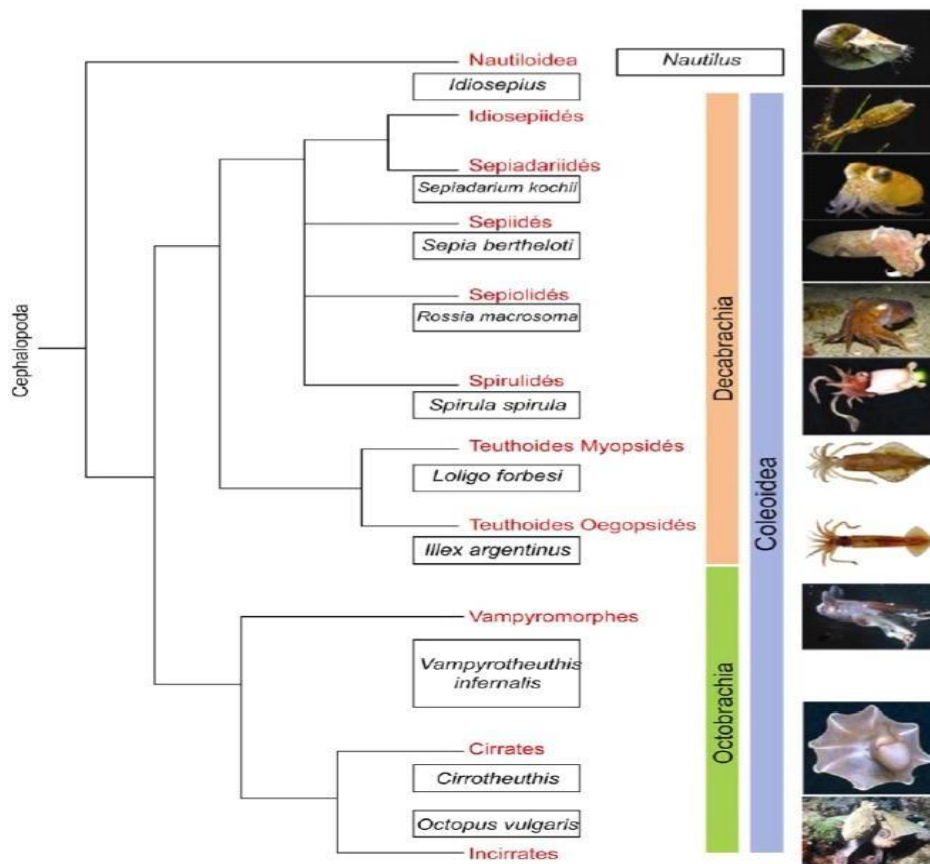 Nautiloidea
Nautilus
Idiosepius
Idiosepiidés
Sepiadariidés
Sepiadarium kochii
Sepiidés
Sepia bertheloti
Sepiolidés
Rossia macrosoma
Spirulidés
Spirula spirula
Teuthoides Myopsidés
Loligo forbesi
Teuthoides Oegopsidés
Illex argentinus
Vampyromorphes
Vampyrotheuthis
infernalis
Cirrates
Cirrotheuthis
Octopus vulgaris
Incirrates
Cephalopoda
Decabrachia
Octobrachia
Coleoidea